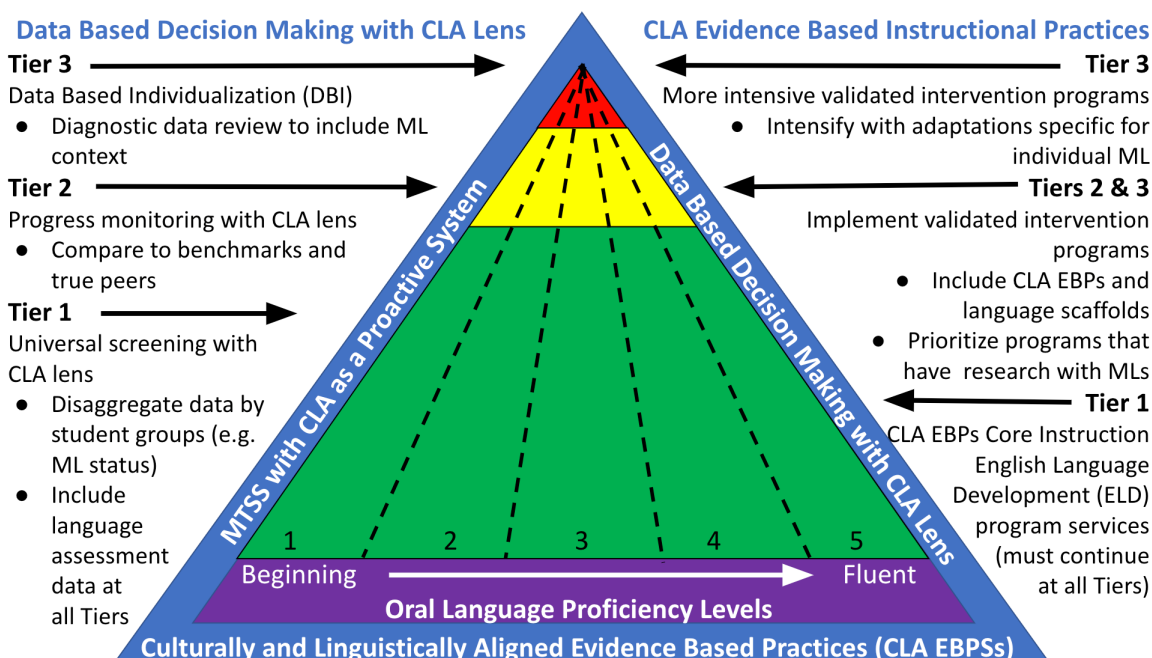 Data Based Decision Making with CLA Lens
Tier 3
Data Based Individualization (DBI)
● Diagnostic data review to include ML
context
Tier 2
Progress monitoring with CLA lens
● Compare to benchmarks and
true peers
Tier 1
Universal screening with
CLA lens
● Disaggregate data by
student groups (e.g.
ML status)
● Include
language
assessment
data at
all Tiers
MTSS with CLA as a Proactive System
Data Based Decision Making with CLA Lens
1 2 3 4 5
Beginning Fluent
Oral Language Proficiency Levels
Culturally and Linguistically Aligned Evidence Based Practices (CLA EBPSs)
CLA Evidence Based Instructional Practices
Tier 3
More intensive validated intervention programs
● Intensify with adaptations specific for
individual ML
Tiers 2 & 3
Implement validated intervention
programs
● Include CLA EBPs and
language scaffolds
● Prioritize programs that
have research with MLs
Tier 1
CLA EBPs Core Instruction
English Language
Development (ELD)
program services
(must continue
at all Tiers)